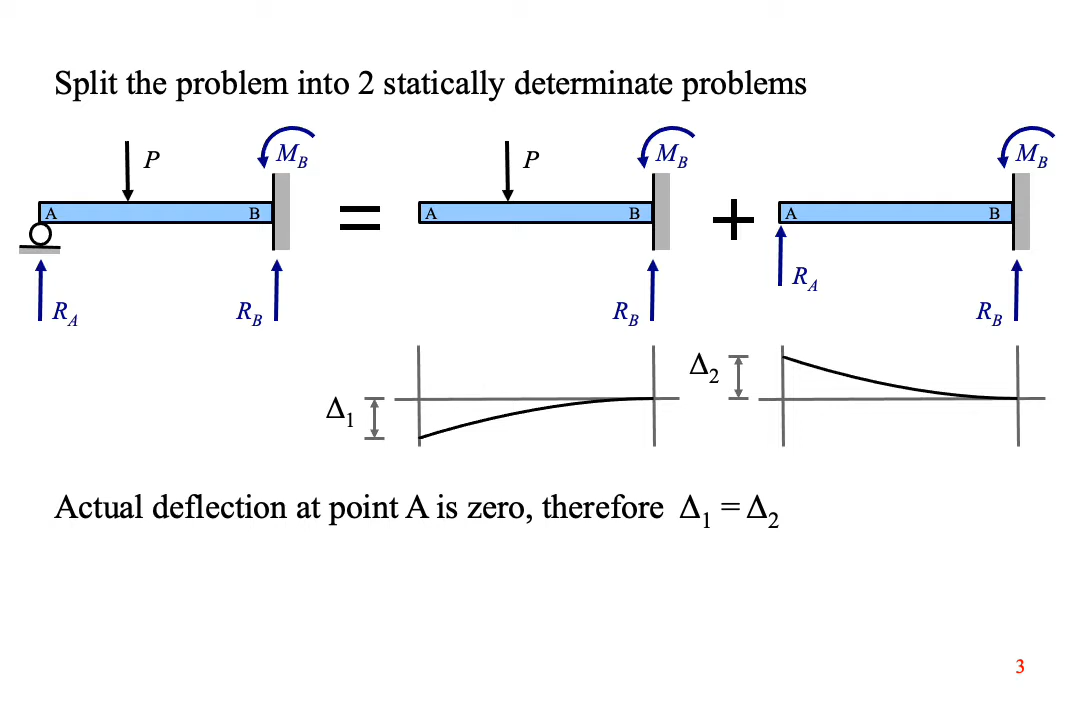 Split the problem into 2 statically determinate problems
P M_B P M_B M_B
A B = A B + A B
R_A
R_A R_B R_B R_B
Δ_2
Δ_1
Actual deflection at point A is zero, therefore Δ_1 = Δ_2
3